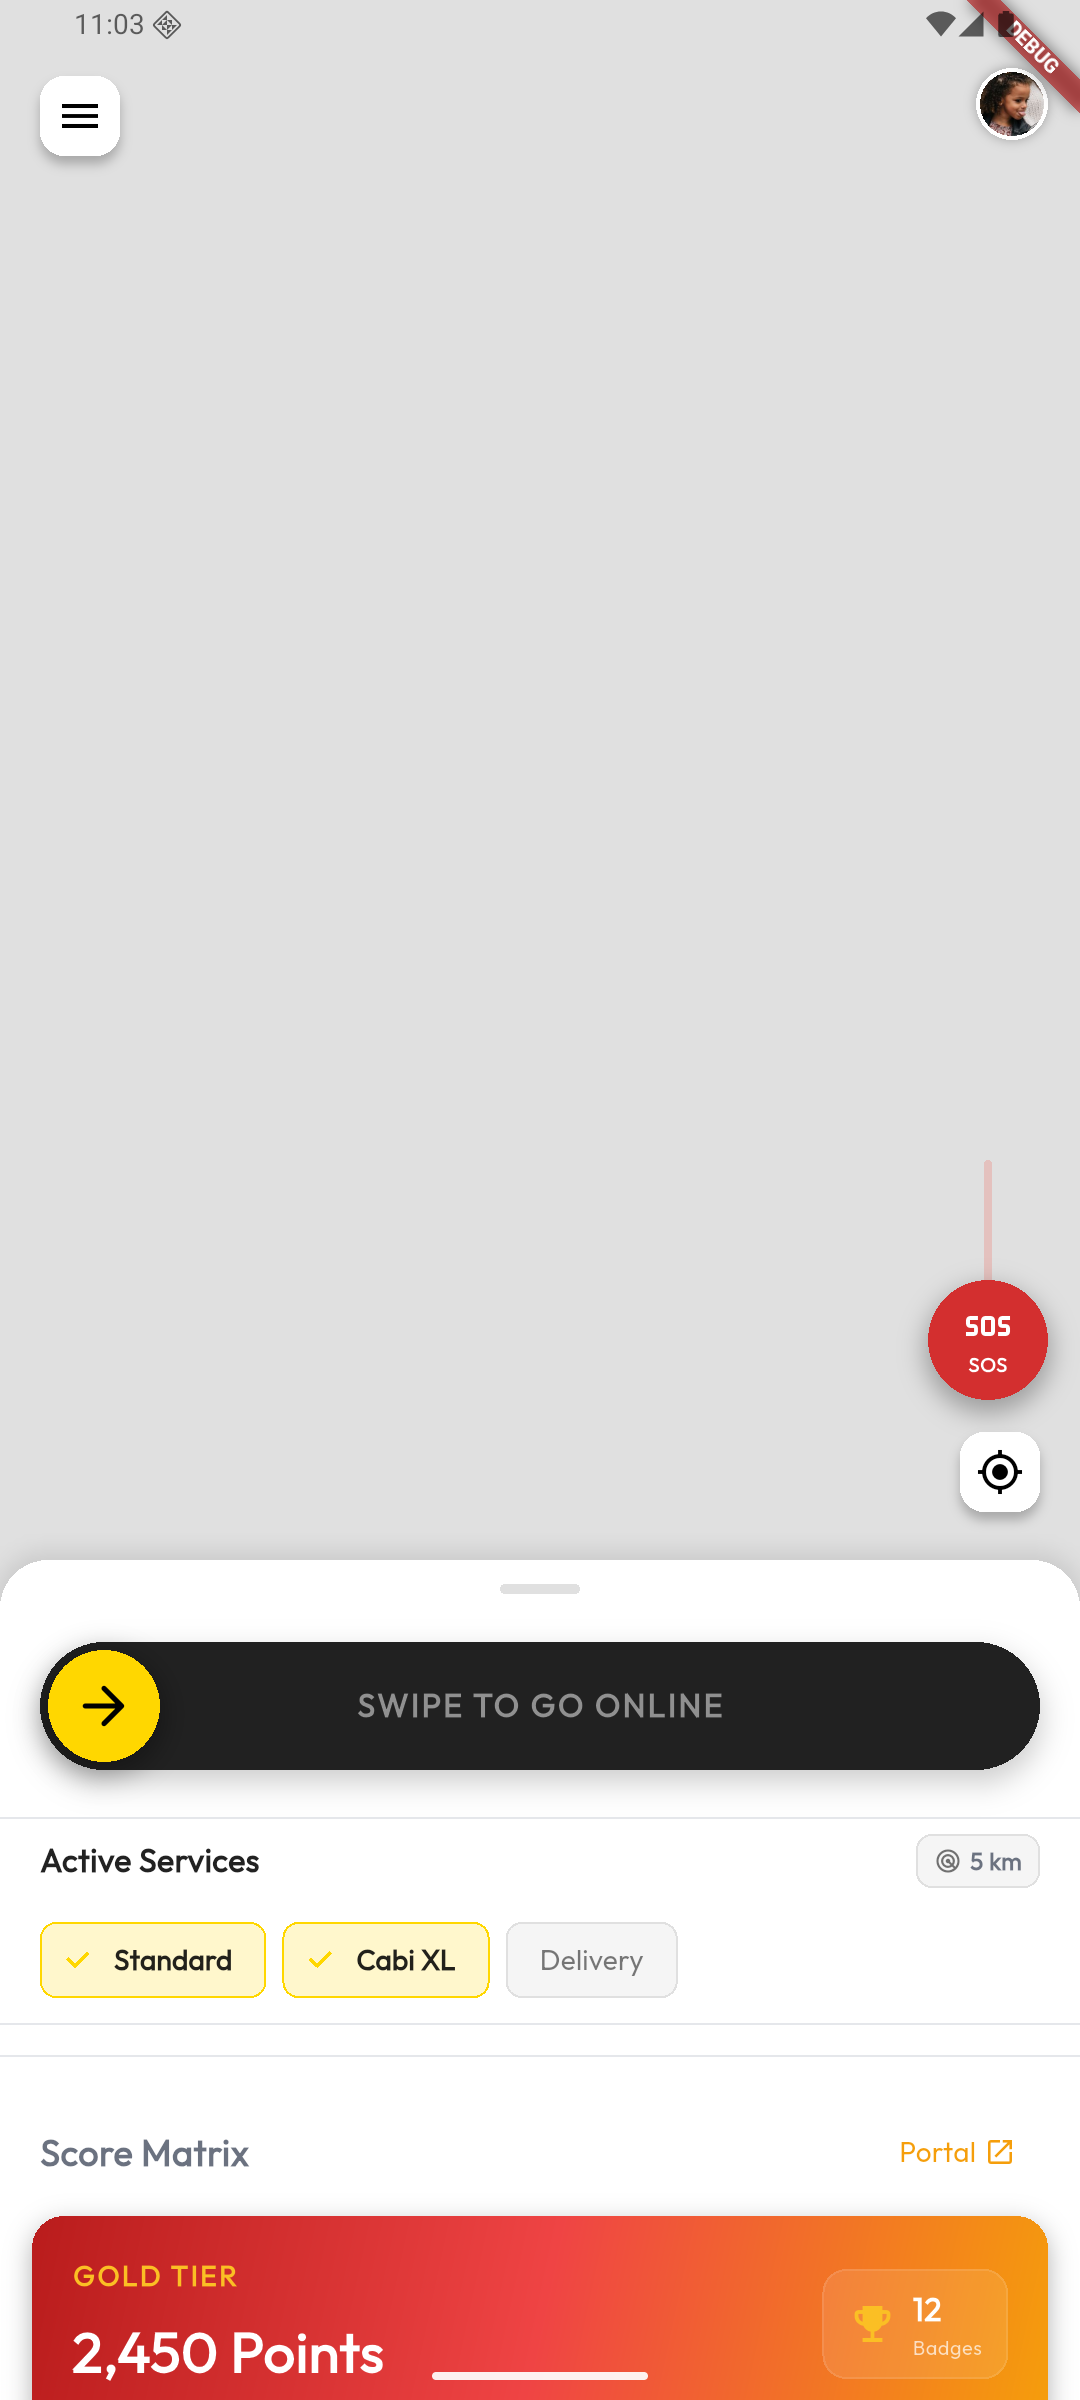 11:03
DEBUG
SOS
SOS
SWIPE TO GO ONLINE
Active Services
5 km
Standard
Cabi XL
Delivery
Score Matrix
Portal
GOLD TIER
2,450 Points
12
Badges